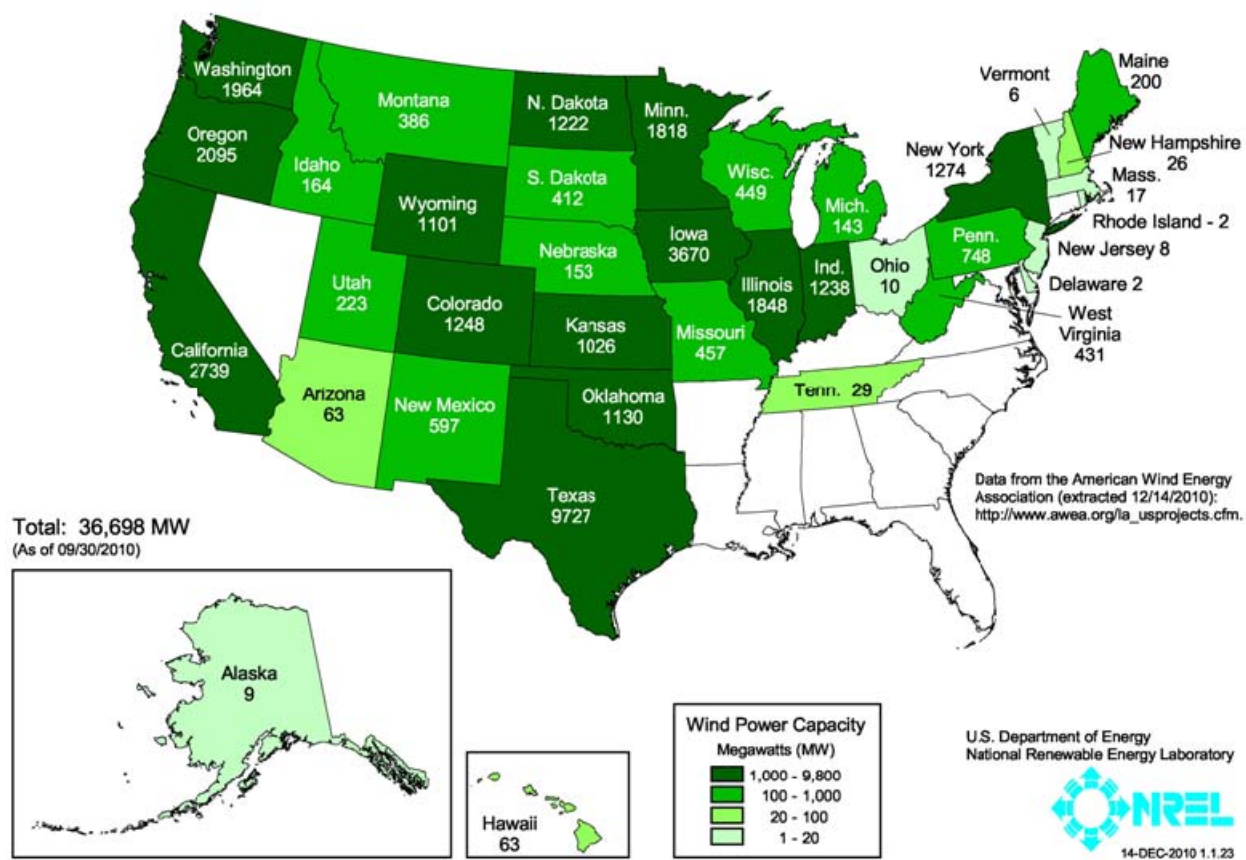 Washington
1964
Oregon
2095
California
2739
Idaho
164
Montana
386
Wyoming
1101
Utah
223
Arizona
63
Colorado
1248
New Mexico
597
N. Dakota
1222
S. Dakota
412
Nebraska
153
Kansas
1026
Oklahoma
1130
Texas
9727
Minn.
1818
Iowa
3670
Missouri
457
Wisc.
449
Illinois
1848
Mich.
143
Ind.
1238
Ohio
10
Tenn. 29
Penn.
748
New York
1274
Vermont
6
Maine
200
New Hampshire
26
Mass.
17
Rhode Island - 2
New Jersey 8
Delaware 2
West
Virginia
431
Data from the American Wind Energy
Association (extracted 12/14/2010):
http://www.awea.org/la_usprojects.cfm.
Total: 36,698 MW
(As of 09/30/2010)
Alaska
9
Hawaii
63
Wind Power Capacity
Megawatts (MW)
1,000 - 9,800
100 - 1,000
20 - 100
1 - 20
U.S. Department of Energy
National Renewable Energy Laboratory
NREL
14-DEC-2010 1.1.23